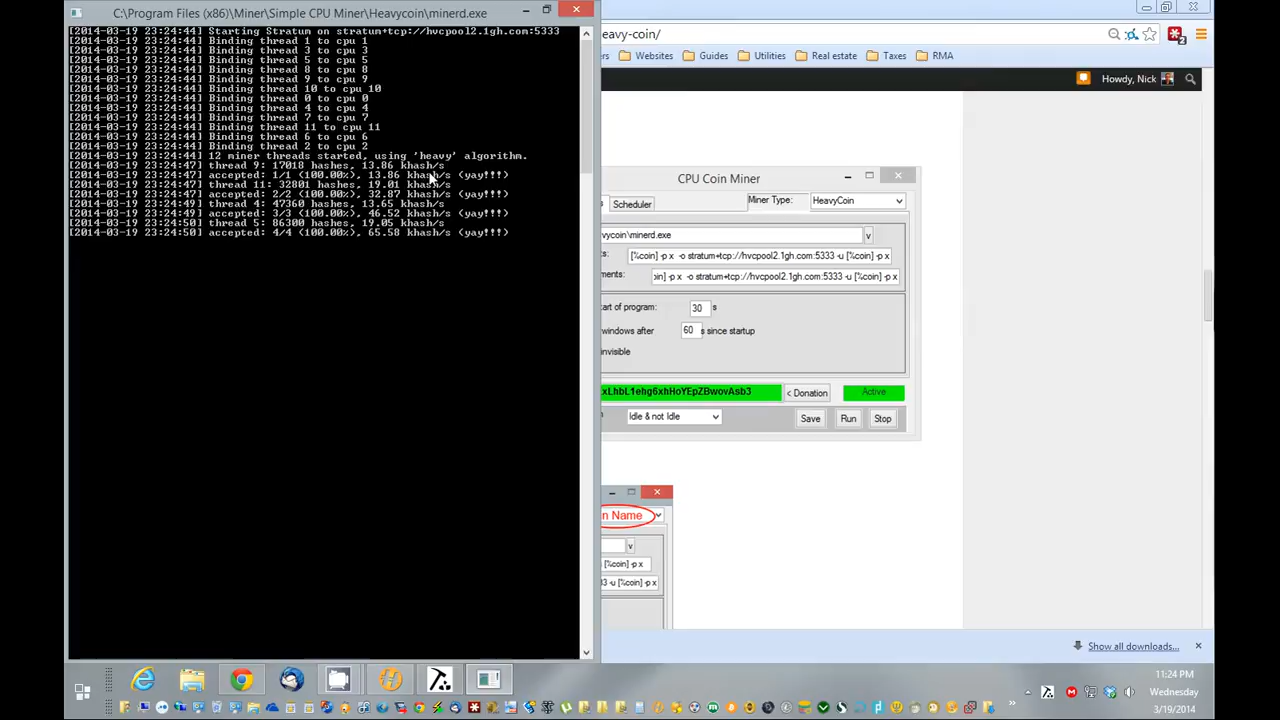 C:\Program Files (x86)\Miner\Simple CPU Miner\Heavycoin\minerd.exe
[2014-03-19 23:24:44] Starting Stratum on stratum+tcp://hvcpool2.1gh.com:5333
[2014-03-19 23:24:44] Binding thread 1 to cpu 1
[2014-03-19 23:24:44] Binding thread 3 to cpu 3
[2014-03-19 23:24:44] Binding thread 5 to cpu 5
[2014-03-19 23:24:44] Binding thread 8 to cpu 8
[2014-03-19 23:24:44] Binding thread 9 to cpu 9
[2014-03-19 23:24:44] Binding thread 10 to cpu 10
[2014-03-19 23:24:44] Binding thread 0 to cpu 0
[2014-03-19 23:24:44] Binding thread 4 to cpu 4
[2014-03-19 23:24:44] Binding thread 7 to cpu 7
[2014-03-19 23:24:44] Binding thread 11 to cpu 11
[2014-03-19 23:24:44] Binding thread 6 to cpu 6
[2014-03-19 23:24:44] Binding thread 2 to cpu 2
[2014-03-19 23:24:44] 12 miner threads started, using 'heavy' algorithm.
[2014-03-19 23:24:47] thread 9: 17018 hashes, 13.86 khash/s
[2014-03-19 23:24:47] accepted: 1/1 (100.00%), 13.86 khash/s (yay!!!)
[2014-03-19 23:24:47] thread 11: 32801 hashes, 19.01 khash/s
[2014-03-19 23:24:48] accepted: 2/2 (100.00%), 32.87 khash/s (yay!!!)
[2014-03-19 23:24:49] thread 4: 47360 hashes, 13.65 khash/s
[2014-03-19 23:24:49] accepted: 3/3 (100.00%), 46.52 khash/s (yay!!!)
[2014-03-19 23:24:50] thread 5: 86300 hashes, 19.05 khash/s
[2014-03-19 23:24:50] accepted: 4/4 (100.00%), 65.58 khash/s (yay!!!)
eavy-coin/
2
Websites Guides Utilities Real estate Taxes RMA
Howdy, Nick
CPU Coin Miner
s Scheduler Miner Type: HeavyCoin
vycoin\minerd.exe v
ts: [%coin] -p x -o stratum+tcp://hvcpool2.1gh.com:5333 -u [%coin] -p x
ments: oin] -p x -o stratum+tcp://hvcpool2.1gh.com:5333 -u [%coin] -p x
tart of program: 30 s
windows after 60 s since startup
invisible
xLhbL1ehg6xhHoYEpZBwovAsb3 < Donation Active
n Idle & not Idle Save Run Stop
in Name
v
[%coin] -p x
33 -u [%coin] -p x
Show all downloads...
11:24 PM
Wednesday
3/19/2014